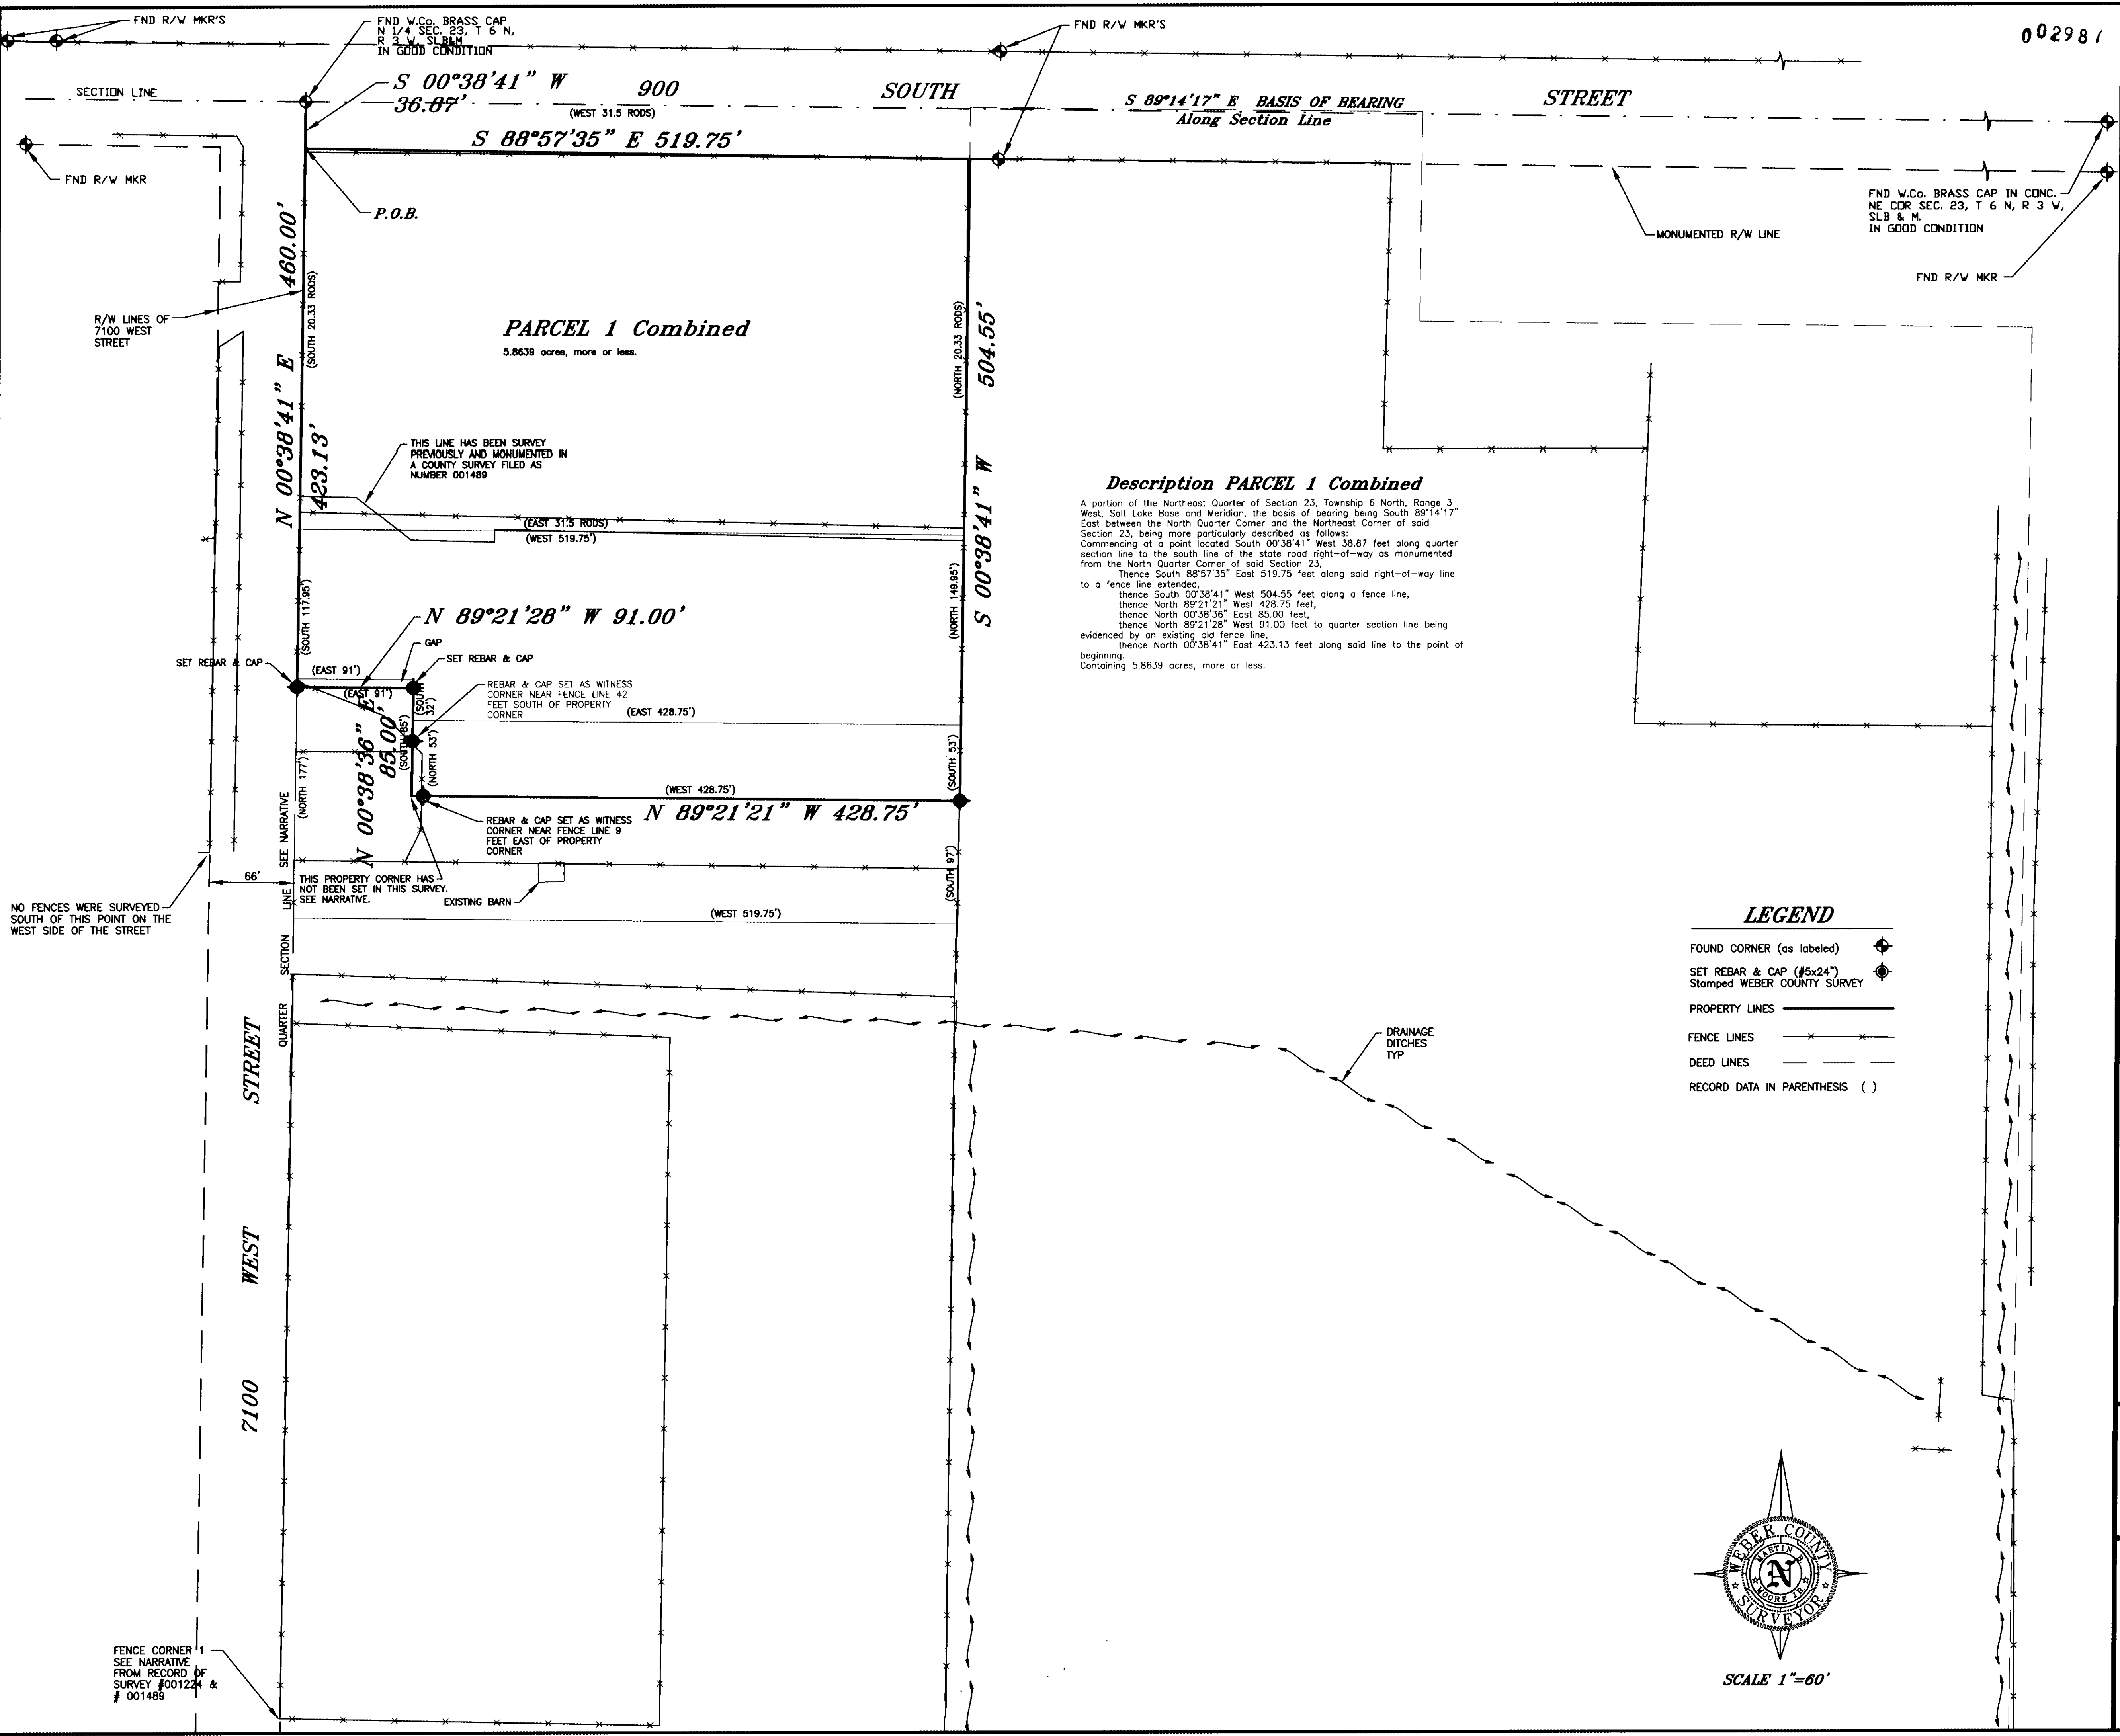 002981
FND R/W MKR'S
FND W.Co. BRASS CAP
N 1/4 SEC. 23, T 6 N,
R 3 W, SLB&M
IN GOOD CONDITION
FND R/W MKR'S
SECTION LINE
S 00°38'41" W
36.87'
900 SOUTH STREET
(WEST 31.5 RODS)
S 89°14'17" E BASIS OF BEARING
Along Section Line
S 88°57'35" E 519.75'
FND R/W MKR
P.O.B.
FND W.Co. BRASS CAP IN CONC.
NE COR SEC. 23, T 6 N, R 3 W,
SLB & M.
IN GOOD CONDITION
MONUMENTED R/W LINE
FND R/W MKR
R/W LINES OF
7100 WEST
STREET
N 00°38'41" E 460.00'
423.13'
(SOUTH 20.33 RODS)
PARCEL 1 Combined
5.8639 acres, more or less.
(NORTH 20.33 RODS)
S 00°38'41" W 504.55'
THIS LINE HAS BEEN SURVEY
PREVIOUSLY AND MONUMENTED IN
A COUNTY SURVEY FILED AS
NUMBER 001489
(EAST 31.5 RODS)
(WEST 519.75')
(SOUTH 117.95')
(NORTH 149.95')
Description PARCEL 1 Combined
A portion of the Northeast Quarter of Section 23, Township 6 North, Range 3
West, Salt Lake Base and Meridian, the basis of bearing being South 89°14'17"
East between the North Quarter Corner and the Northeast Corner of said
Section 23, being more particularly described as follows:
Commencing at a point located South 00°38'41" West 38.87 feet along quarter
section line to the south line of the state road right-of-way as monumented
from the North Quarter Corner of said Section 23,
Thence South 88°57'35" East 519.75 feet along said right-of-way line
to a fence line extended,
thence South 00°38'41" West 504.55 feet along a fence line,
thence North 89°21'21" West 428.75 feet,
thence North 00°38'36" East 85.00 feet,
thence North 89°21'28" West 91.00 feet to quarter section line being
evidenced by an existing old fence line,
thence North 00°38'41" East 423.13 feet along said line to the point of
beginning.
Containing 5.8639 acres, more or less.
N 89°21'28" W 91.00'
GAP
SET REBAR & CAP
SET REBAR & CAP
(EAST 91')
(EAST 91')
REBAR & CAP SET AS WITNESS
CORNER NEAR FENCE LINE 42
FEET SOUTH OF PROPERTY
CORNER
(EAST 428.75')
(SOUTH
32')
(SOUTH 85')
(NORTH 53')
N 00°38'36" E
85.00'
(NORTH 177')
(SOUTH 53')
(WEST 428.75')
N 89°21'21" W 428.75'
REBAR & CAP SET AS WITNESS
CORNER NEAR FENCE LINE 9
FEET EAST OF PROPERTY
CORNER
66'
THIS PROPERTY CORNER HAS
NOT BEEN SET IN THIS SURVEY.
SEE NARRATIVE.
EXISTING BARN
(SOUTH 97')
(WEST 519.75')
NO FENCES WERE SURVEYED
SOUTH OF THIS POINT ON THE
WEST SIDE OF THE STREET
QUARTER SECTION LINE SEE NARRATIVE
7100 WEST STREET
DRAINAGE
DITCHES
TYP
LEGEND
FOUND CORNER (as labeled)
SET REBAR & CAP (#5x24")
Stamped WEBER COUNTY SURVEY
PROPERTY LINES
FENCE LINES
DEED LINES
RECORD DATA IN PARENTHESIS ( )
WEBER COUNTY
MARTIN B.
N
MOORE JR.
SURVEYOR
SCALE 1"=60'
FENCE CORNER 1
SEE NARRATIVE
FROM RECORD OF
SURVEY #001224 &
# 001489